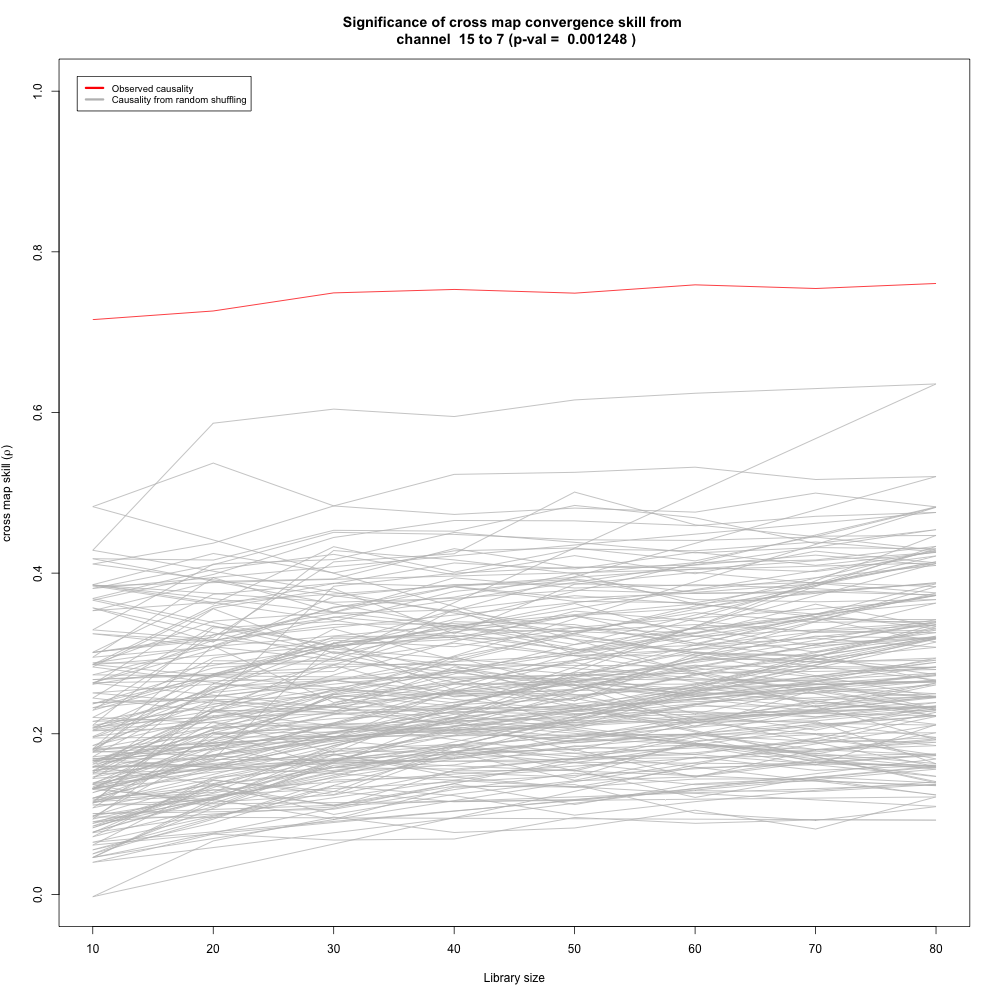 Significance of cross map convergence skill from
channel  15 to 7 (p-val =  0.001248 )
Observed causality
Causality from random shuffling
cross map skill (ρ)
1.0
0.8
0.6
0.4
0.2
0.0
10 20 30 40 50 60 70 80
Library size